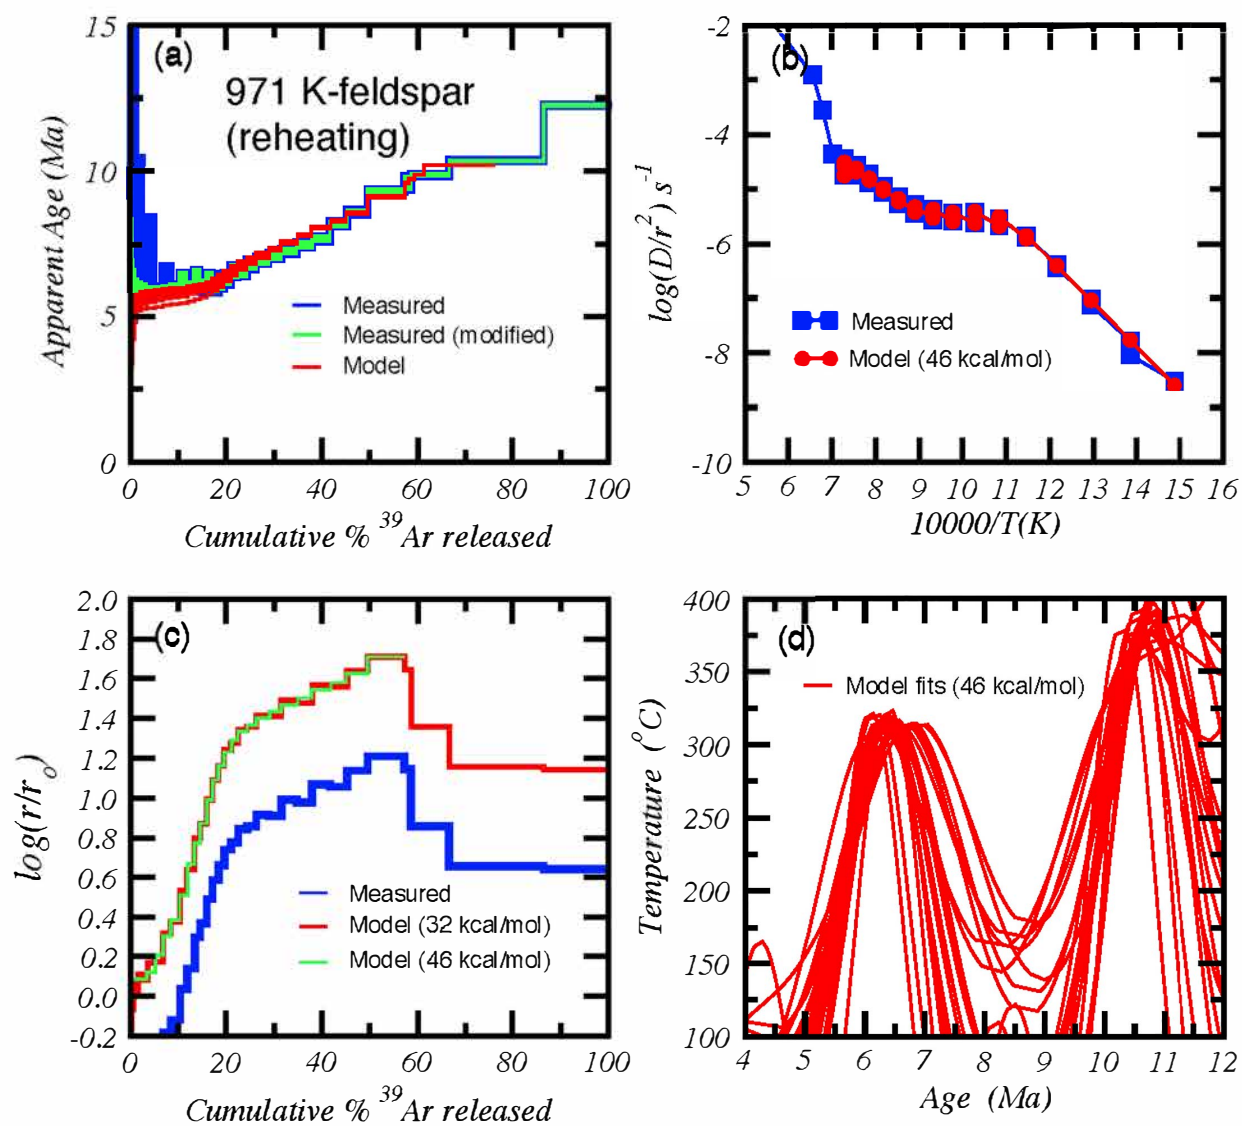 (a)
971 K-feldspar
(reheating)
Measured
Measured (modified)
Model
Apparent Age (Ma)
15
10
5
0
0 20 40 60 80 100
Cumulative % ³⁹Ar released
(b)
Measured
Model (46 kcal/mol)
log(D/r²) s⁻¹
-2
-4
-6
-8
-10
5 6 7 8 9 10 11 12 13 14 15 16
10000/T(K)
(c)
Measured
Model (32 kcal/mol)
Model (46 kcal/mol)
log(r/rₒ)
2.0
1.8
1.6
1.4
1.2
1.0
0.8
0.6
0.4
0.2
0.0
-0.2
0 20 40 60 80 100
Cumulative % ³⁹Ar released
(d)
Model fits (46 kcal/mol)
Temperature (°C)
400
350
300
250
200
150
100
4 5 6 7 8 9 10 11 12
Age (Ma)